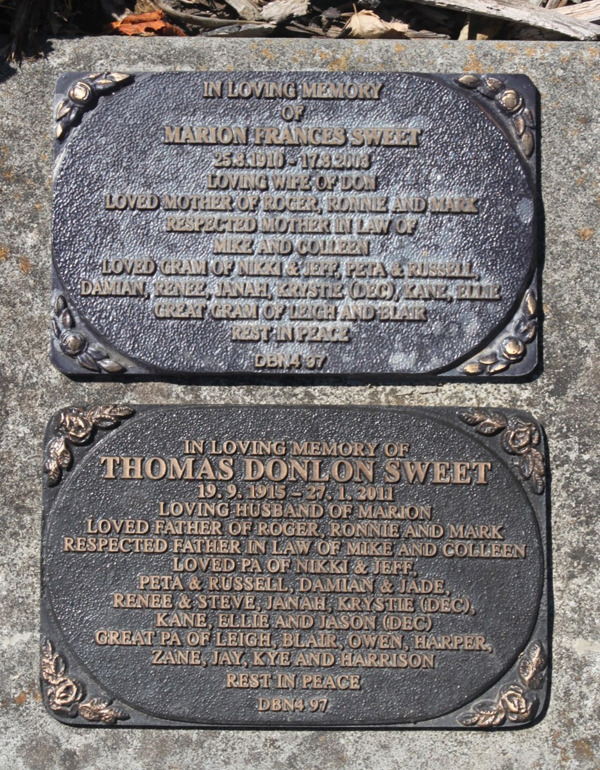 IN LOVING MEMORY
OF
MARION FRANCES SWEET
25.8.1910 - 17.9.2008
LOVING WIFE OF DON
LOVED MOTHER OF ROGER, RONNIE AND MARK
RESPECTED MOTHER IN LAW OF
MIKE AND COLLEEN
LOVED GRAM OF NIKKI & JEFF, PETA & RUSSELL,
DAMIAN, RENEE, JANAH, KRYSTIE (DEC), KANE, ELLIE
GREAT GRAM OF LEIGH AND BLAIR
REST IN PEACE
DBN4 97
IN LOVING MEMORY OF
THOMAS DONLON SWEET
19. 9. 1915 – 27. 1. 2011
LOVING HUSBAND OF MARION
LOVED FATHER OF ROGER, RONNIE AND MARK
RESPECTED FATHER IN LAW OF MIKE AND COLLEEN
LOVED PA OF NIKKI & JEFF,
PETA & RUSSELL, DAMIAN & JADE,
RENEE & STEVE, JANAH, KRYSTIE (DEC),
KANE, ELLIE AND JASON (DEC)
GREAT PA OF LEIGH, BLAIR, OWEN, HARPER,
ZANE, JAY, KYE AND HARRISON
REST IN PEACE
DBN4 97